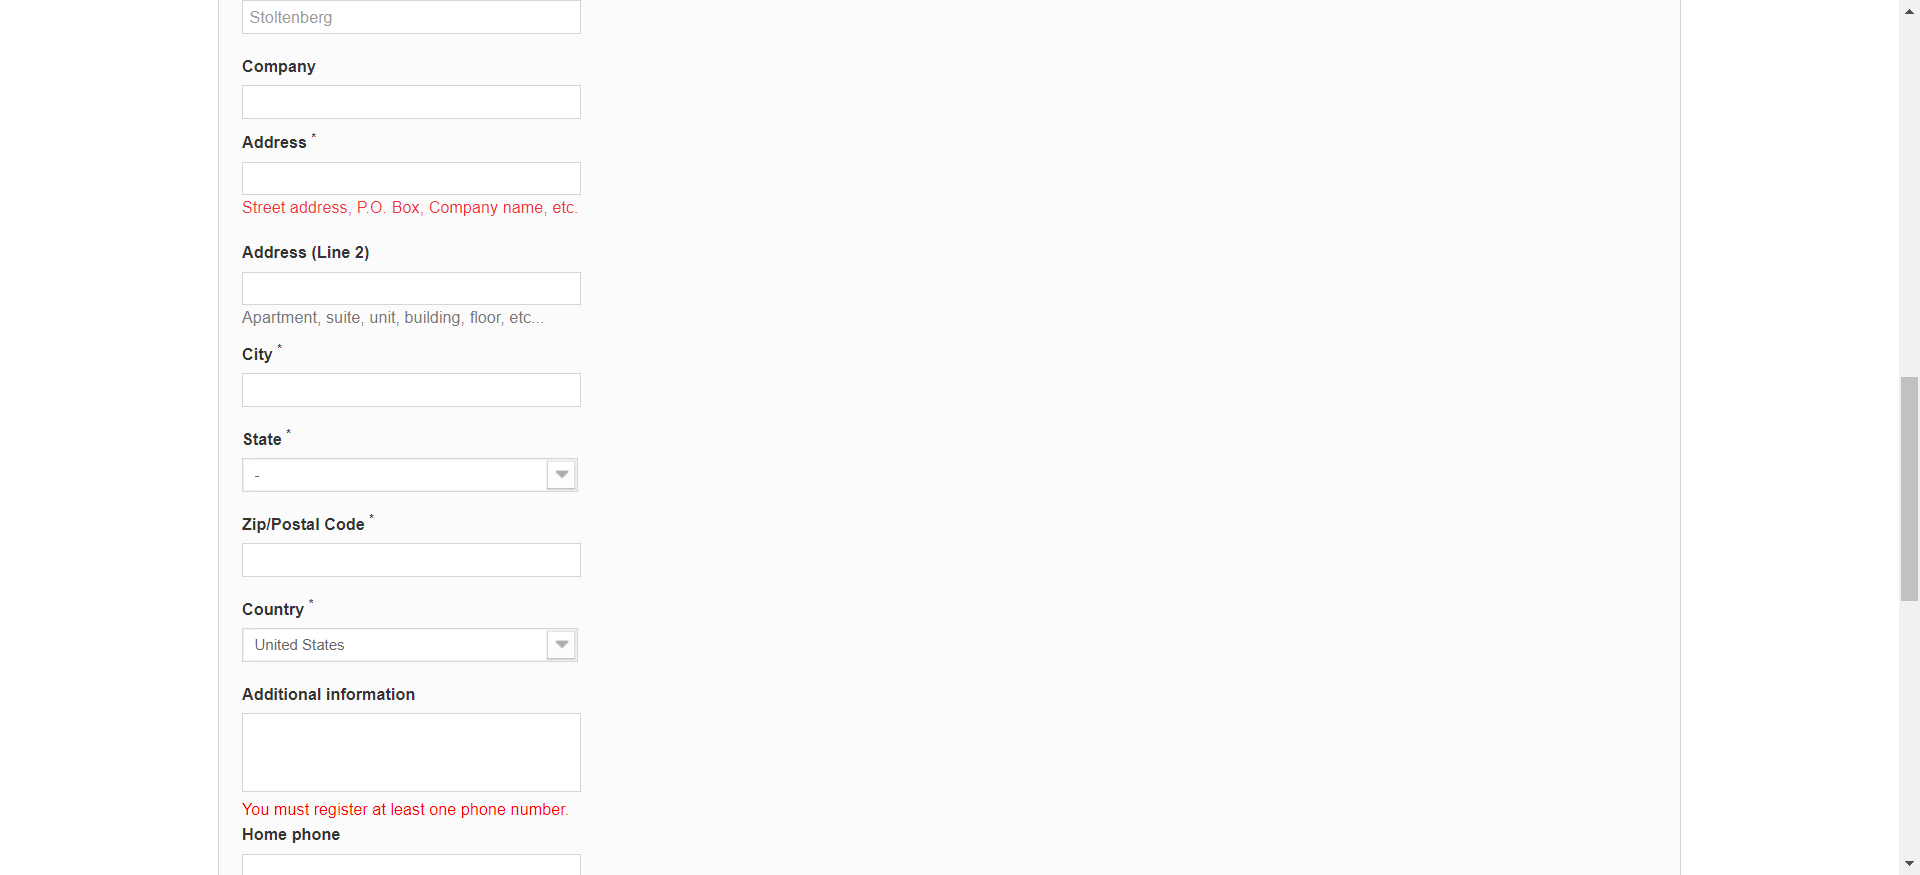 Stoltenberg
Company
Address *
Street address, P.O. Box, Company name, etc.
Address (Line 2)
Apartment, suite, unit, building, floor, etc...
City *
State *
-
Zip/Postal Code *
Country *
United States
Additional information
You must register at least one phone number.
Home phone